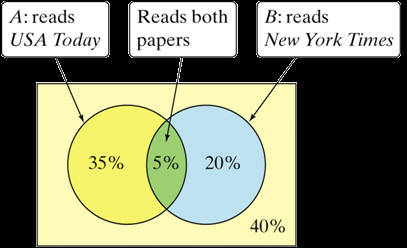 A: reads
USA Today
Reads both
papers
B: reads
New York Times
35%
5%
20%
40%